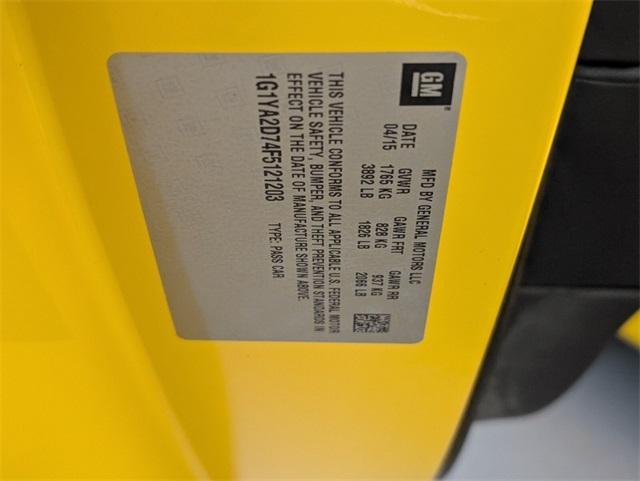 GM
MFD BY GENERAL MOTORS LLC
DATE GVWR GAWR FRT GAWR RR
04/15 1765 KG 828 KG 937 KG
3892 LB 1826 LB 2066 LB
THIS VEHICLE CONFORMS TO ALL APPLICABLE U.S. FEDERAL MOTOR
VEHICLE SAFETY, BUMPER, AND THEFT PREVENTION STANDARDS IN
EFFECT ON THE DATE OF MANUFACTURE SHOWN ABOVE.
1G1YA2D74F5121203 TYPE: PASS CAR